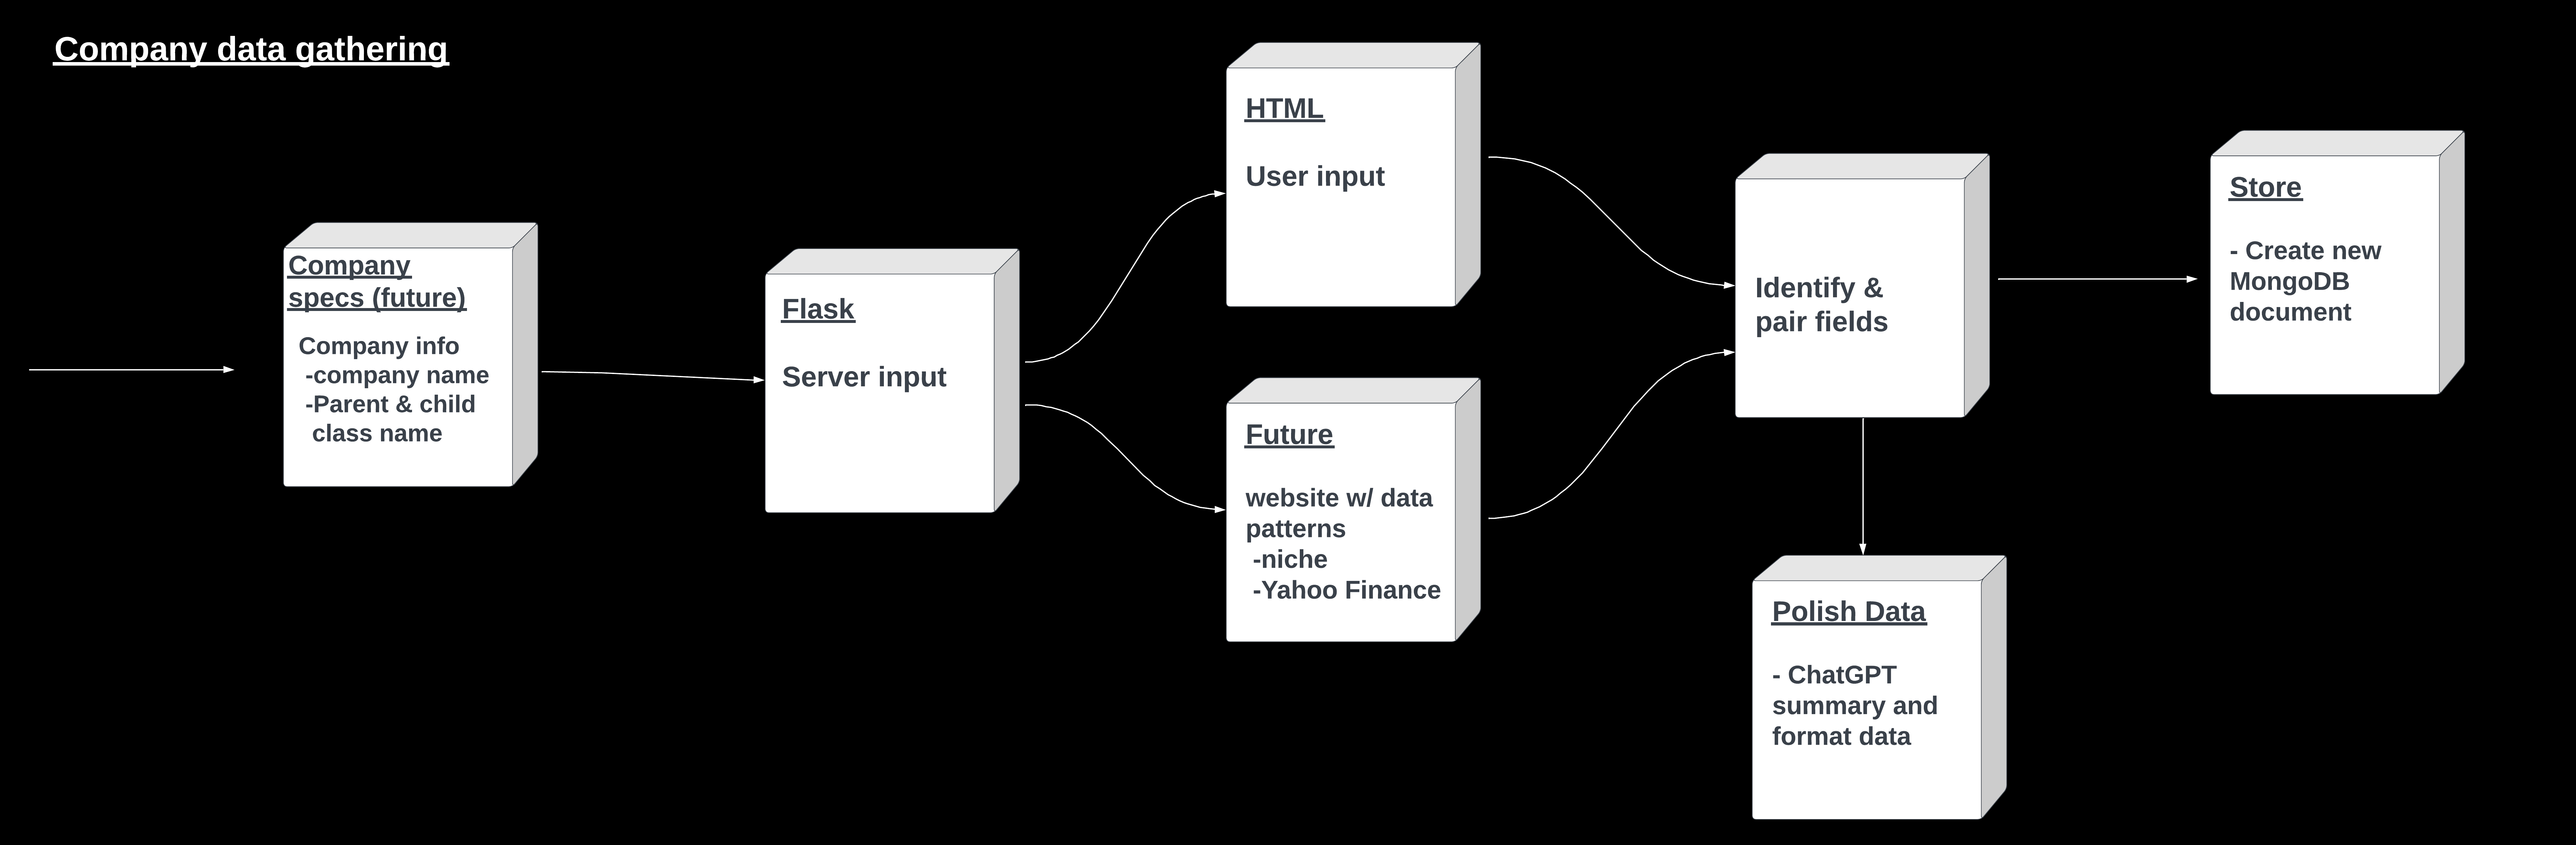 Company data gathering
Company
specs (future)
Company info
-company name
-Parent & child
class name
Flask
Server input
HTML
User input
Future
website w/ data
patterns
-niche
-Yahoo Finance
Identify &
pair fields
Polish Data
- ChatGPT
summary and
format data
Store
- Create new
MongoDB
document